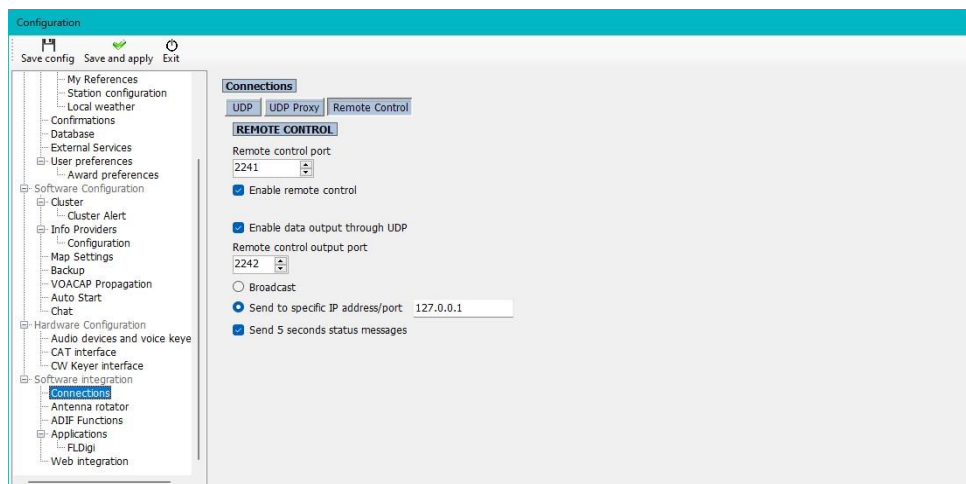 Configuration
Save config Save and apply Exit
My References
Station configuration
Local weather
Confirmations
Database
External Services
User preferences
Award preferences
Software Configuration
Cluster
Cluster Alert
Info Providers
Configuration
Map Settings
Backup
VOACAP Propagation
Auto Start
Chat
Hardware Configuration
Audio devices and voice keye
CAT interface
CW Keyer interface
Software integration
Connections
Antenna rotator
ADIF Functions
Applications
FLDigi
Web integration
Connections
UDP UDP Proxy Remote Control
REMOTE CONTROL
Remote control port
2241
Enable remote control
Enable data output through UDP
Remote control output port
2242
Broadcast
Send to specific IP address/port 127.0.0.1
Send 5 seconds status messages